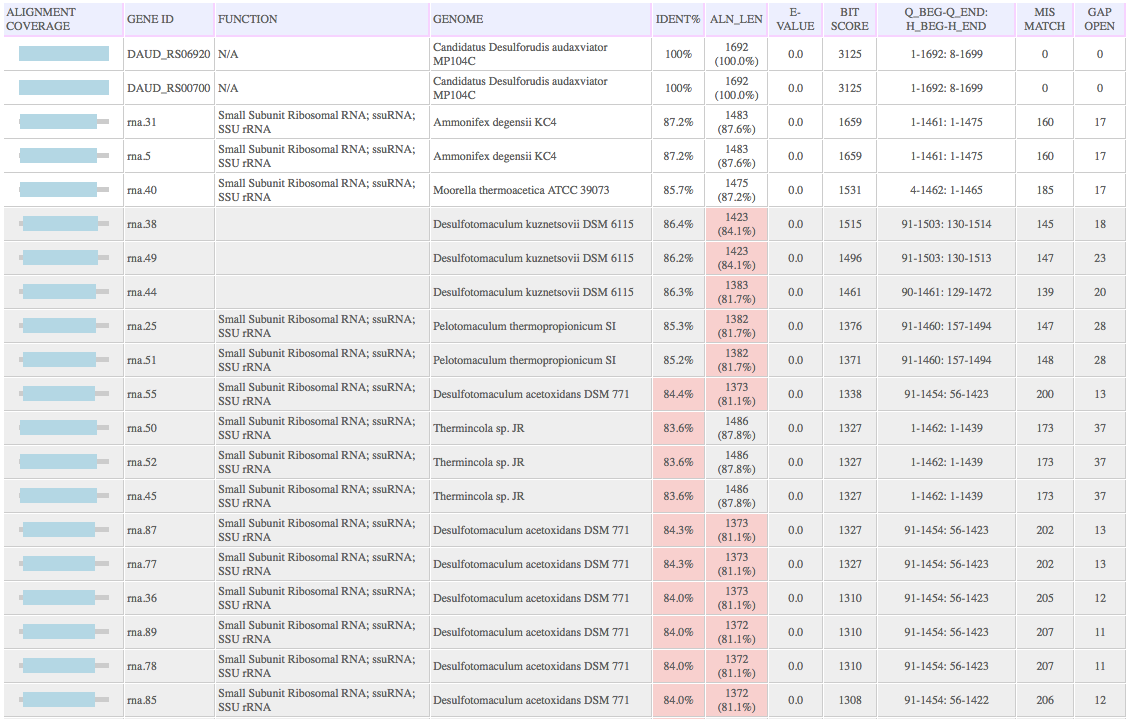 ALIGNMENT COVERAGE GENE ID FUNCTION GENOME IDENT% ALN_LEN E-VALUE BIT SCORE Q_BEG-Q_END: H_BEG-H_END MIS MATCH GAP OPEN
DAUD_RS06920 N/A Candidatus Desulforudis audaxviator MP104C 100% 1692 (100.0%) 0.0 3125 1-1692: 8-1699 0 0
DAUD_RS00700 N/A Candidatus Desulforudis audaxviator MP104C 100% 1692 (100.0%) 0.0 3125 1-1692: 8-1699 0 0
rna.31 Small Subunit Ribosomal RNA; ssuRNA; SSU rRNA Ammonifex degensii KC4 87.2% 1483 (87.6%) 0.0 1659 1-1461: 1-1475 160 17
rna.5 Small Subunit Ribosomal RNA; ssuRNA; SSU rRNA Ammonifex degensii KC4 87.2% 1483 (87.6%) 0.0 1659 1-1461: 1-1475 160 17
rna.40 Small Subunit Ribosomal RNA; ssuRNA; SSU rRNA Moorella thermoacetica ATCC 39073 85.7% 1475 (87.2%) 0.0 1531 4-1462: 1-1465 185 17
rna.38 Desulfotomaculum kuznetsovii DSM 6115 86.4% 1423 (84.1%) 0.0 1515 91-1503: 130-1514 145 18
rna.49 Desulfotomaculum kuznetsovii DSM 6115 86.2% 1423 (84.1%) 0.0 1496 91-1503: 130-1513 147 23
rna.44 Desulfotomaculum kuznetsovii DSM 6115 86.3% 1383 (81.7%) 0.0 1461 90-1461: 129-1472 139 20
rna.25 Small Subunit Ribosomal RNA; ssuRNA; SSU rRNA Pelotomaculum thermopropionicum SI 85.3% 1382 (81.7%) 0.0 1376 91-1460: 157-1494 147 28
rna.51 Small Subunit Ribosomal RNA; ssuRNA; SSU rRNA Pelotomaculum thermopropionicum SI 85.2% 1382 (81.7%) 0.0 1371 91-1460: 157-1494 148 28
rna.55 Small Subunit Ribosomal RNA; ssuRNA; SSU rRNA Desulfotomaculum acetoxidans DSM 771 84.4% 1373 (81.1%) 0.0 1338 91-1454: 56-1423 200 13
rna.50 Small Subunit Ribosomal RNA; ssuRNA; SSU rRNA Thermincola sp. JR 83.6% 1486 (87.8%) 0.0 1327 1-1462: 1-1439 173 37
rna.52 Small Subunit Ribosomal RNA; ssuRNA; SSU rRNA Thermincola sp. JR 83.6% 1486 (87.8%) 0.0 1327 1-1462: 1-1439 173 37
rna.45 Small Subunit Ribosomal RNA; ssuRNA; SSU rRNA Thermincola sp. JR 83.6% 1486 (87.8%) 0.0 1327 1-1462: 1-1439 173 37
rna.87 Small Subunit Ribosomal RNA; ssuRNA; SSU rRNA Desulfotomaculum acetoxidans DSM 771 84.3% 1373 (81.1%) 0.0 1327 91-1454: 56-1423 202 13
rna.77 Small Subunit Ribosomal RNA; ssuRNA; SSU rRNA Desulfotomaculum acetoxidans DSM 771 84.3% 1373 (81.1%) 0.0 1327 91-1454: 56-1423 202 13
rna.36 Small Subunit Ribosomal RNA; ssuRNA; SSU rRNA Desulfotomaculum acetoxidans DSM 771 84.0% 1373 (81.1%) 0.0 1310 91-1454: 56-1423 205 12
rna.89 Small Subunit Ribosomal RNA; ssuRNA; SSU rRNA Desulfotomaculum acetoxidans DSM 771 84.0% 1372 (81.1%) 0.0 1310 91-1454: 56-1423 207 11
rna.78 Small Subunit Ribosomal RNA; ssuRNA; SSU rRNA Desulfotomaculum acetoxidans DSM 771 84.0% 1372 (81.1%) 0.0 1310 91-1454: 56-1423 207 11
rna.85 Small Subunit Ribosomal RNA; ssuRNA; SSU rRNA Desulfotomaculum acetoxidans DSM 771 84.0% 1372 (81.1%) 0.0 1308 91-1454: 56-1422 206 12